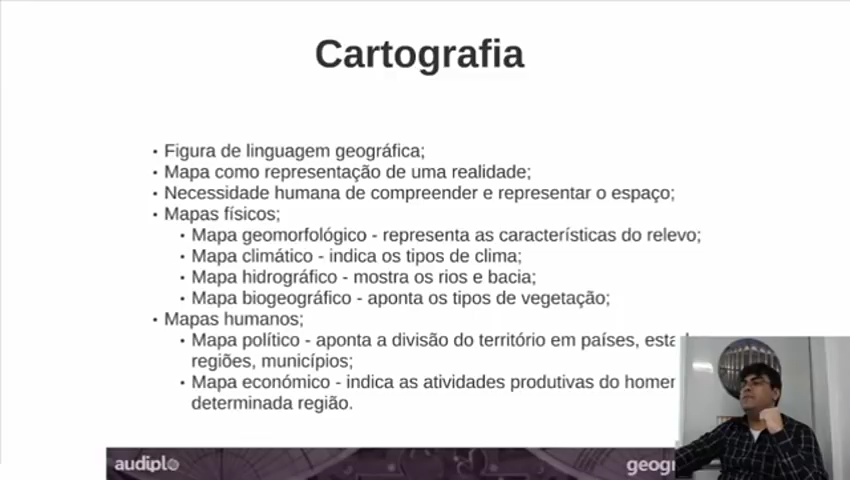 Cartografia
• Figura de linguagem geográfica;
• Mapa como representação de uma realidade;
• Necessidade humana de compreender e representar o espaço;
• Mapas físicos;
• Mapa geomorfológico - representa as características do relevo;
• Mapa climático - indica os tipos de clima;
• Mapa hidrográfico - mostra os rios e bacia;
• Mapa biogeográfico - aponta os tipos de vegetação;
• Mapas humanos;
• Mapa político - aponta a divisão do território em países,
regiões, municípios;
• Mapa económico - indica as atividades produtivas do
determinada região.
audiplo